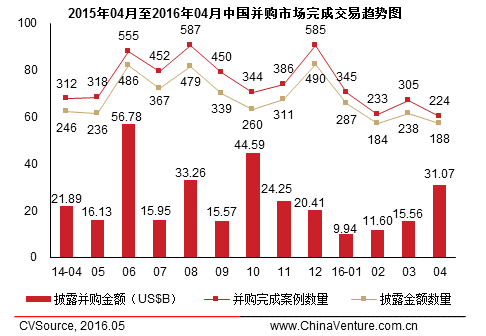 2015年04月至2016年04月中国并购市场完成交易趋势图
100
80
60
40
20
0
312 318 555 452 587 450 344 386 585 345 233 305 224
246 236 486 367 479 339 260 311 490 287 184 238 188
21.89 16.13 56.78 15.95 33.26 15.57 44.59 24.25 20.41 9.94 11.60 15.56 31.07
14-04 05 06 07 08 09 10 11 12 16-01 02 03 04
披露并购金额（US$B） 并购完成案例数量 披露金额数量
CVSource, 2016.05 www.ChinaVenture.com.cn